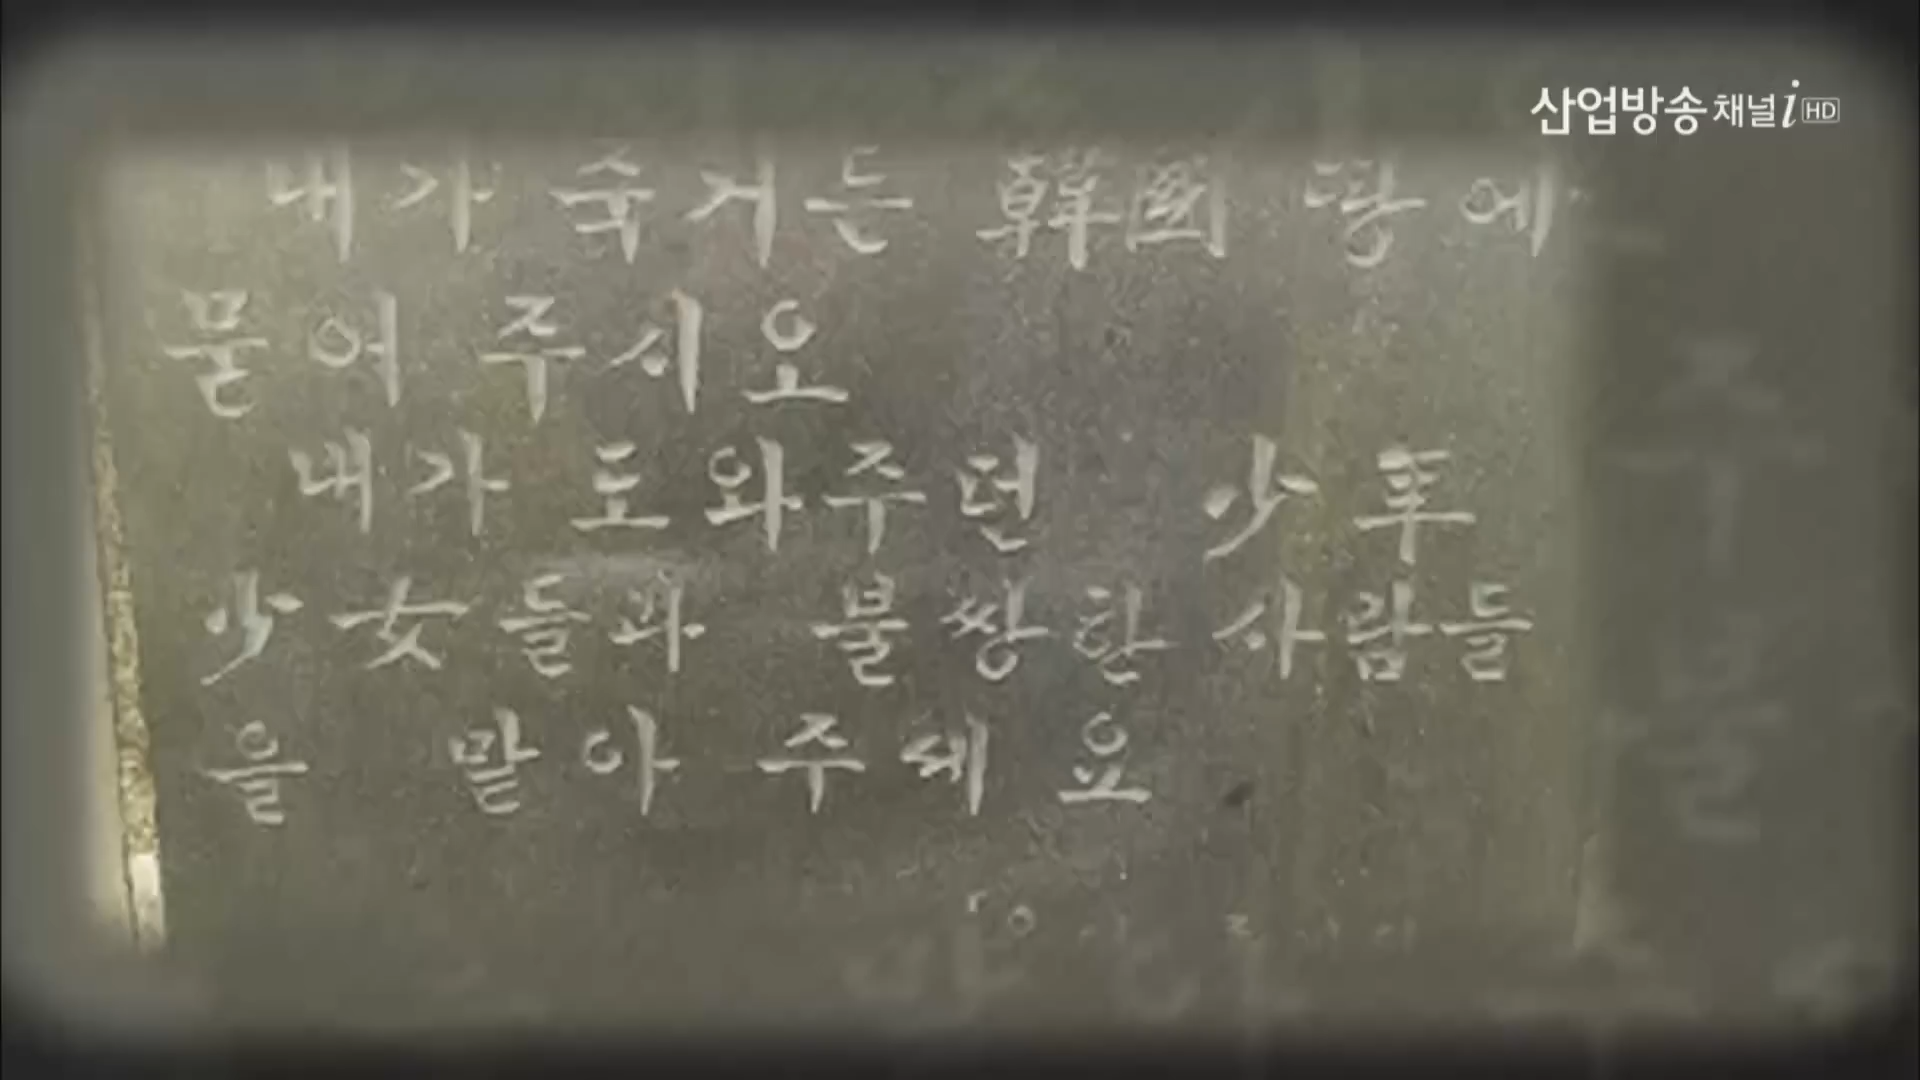 산업방송 채널i HD
내가 죽거든 韓國 땅에
묻어 주시오
내가 도와주던 少年
少女들과 불쌍한 사람들
을 맡아 주세요